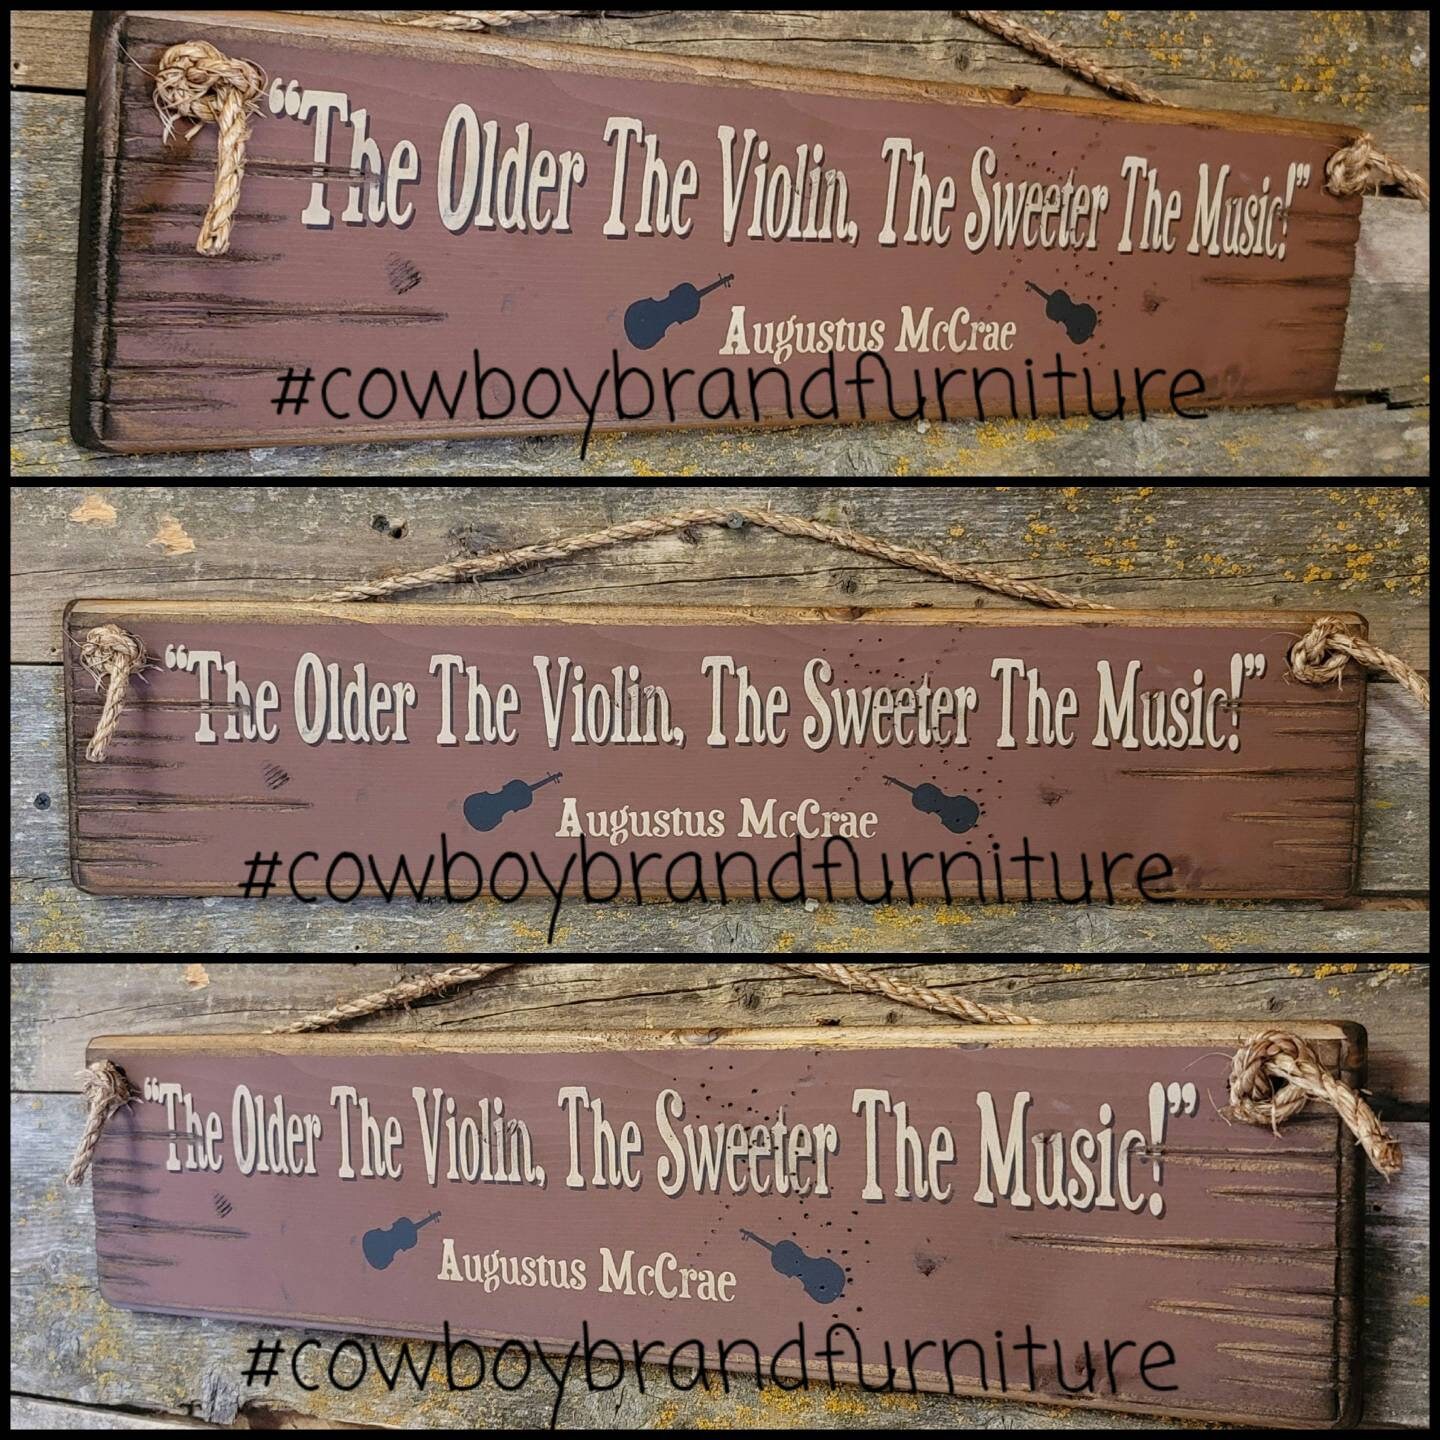 “The Older The Violin, The Sweeter The Music!”
Augustus McCrae
#cowboybrandfurniture
“The Older The Violin, The Sweeter The Music!”
Augustus McCrae
#cowboybrandfurniture
“The Older The Violin, The Sweeter The Music!”
Augustus McCrae
#cowboybrandfurniture